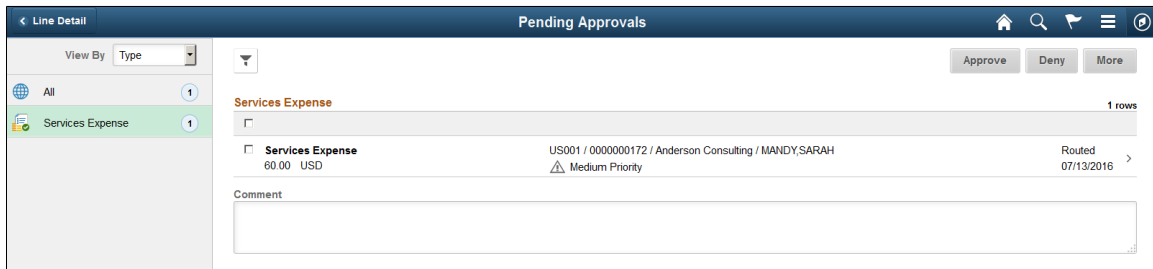 Line Detail
Pending Approvals
View By Type
Approve Deny More
All 1
Services Expense 1
Services Expense
1 rows
Services Expense US001 / 0000000172 / Anderson Consulting / MANDY,SARAH Routed
60.00 USD Medium Priority 07/13/2016
Comment